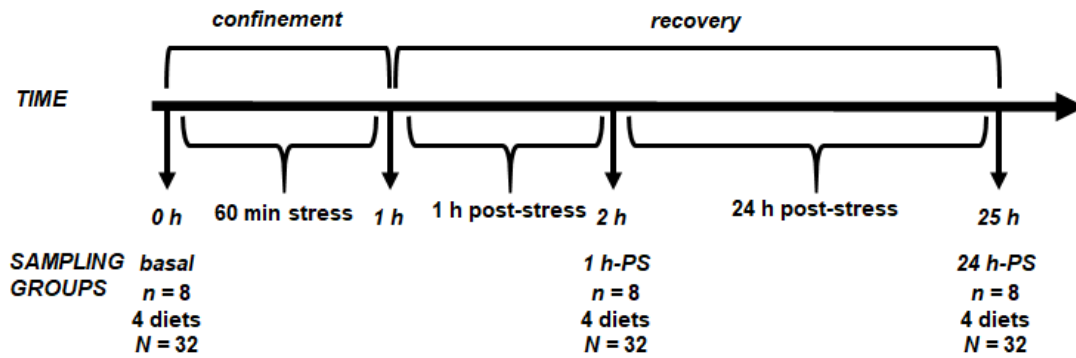 confinement recovery
TIME
0 h 60 min stress 1 h 1 h post-stress 2 h 24 h post-stress 25 h
SAMPLING basal 1 h-PS 24 h-PS
GROUPS n = 8 n = 8 n = 8
4 diets 4 diets 4 diets
N = 32 N = 32 N = 32